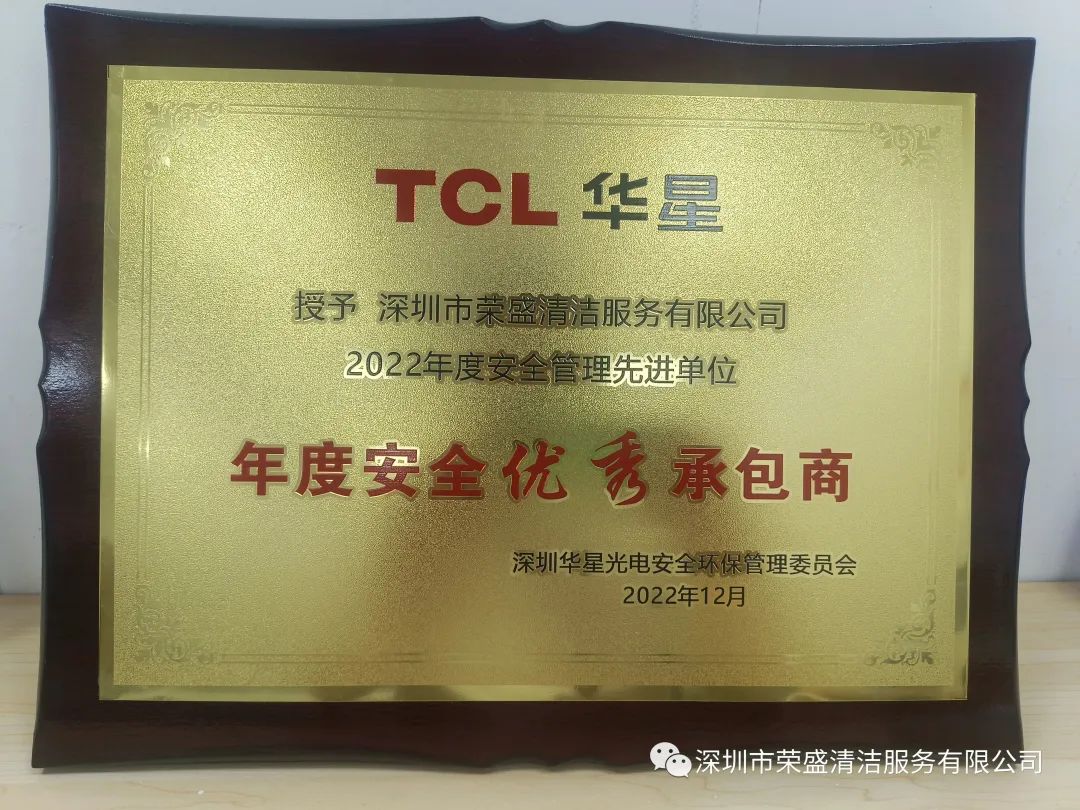 TCL 华星
授予 深圳市荣盛清洁服务有限公司
2022年度安全管理先进单位
年度安全优秀承包商
深圳华星光电安全环保管理委员会
2022年12月
深圳市荣盛清洁服务有限公司